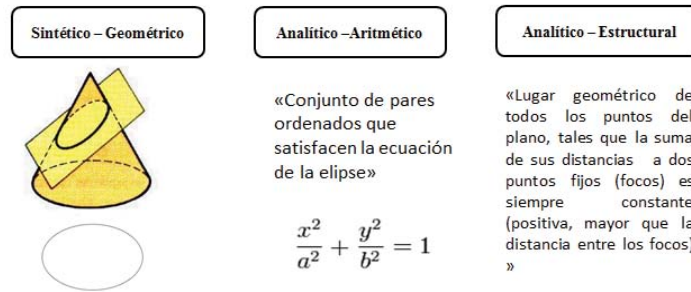 Sintético – Geométrico
Analítico –Aritmético
«Conjunto de pares
ordenados que
satisfacen la ecuación
de la elipse»
x²/a² + y²/b² = 1
Analítico – Estructural
«Lugar geométrico de
todos los puntos del
plano, tales que la suma
de sus distancias a dos
puntos fijos (focos) es
siempre constante
(positiva, mayor que la
distancia entre los focos)
»